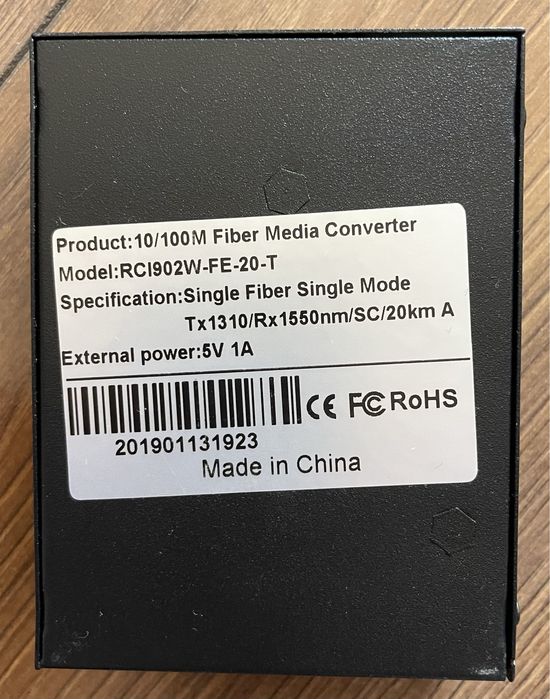 Product:10/100M Fiber Media Converter
Model:RCI902W-FE-20-T
Specification:Single Fiber Single Mode
Tx1310/Rx1550nm/SC/20km A
External power:5V 1A
CE FC RoHS
201901131923
Made in China